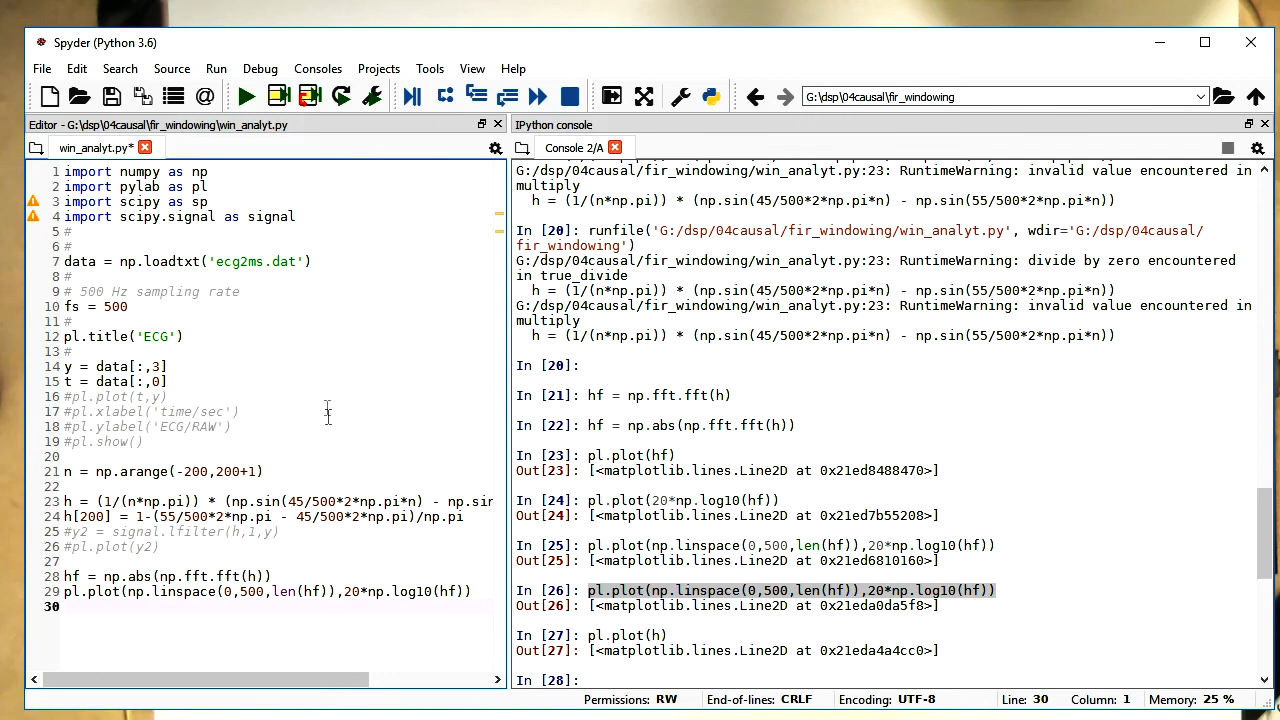 Spyder (Python 3.6)
File Edit Search Source Run Debug Consoles Projects Tools View Help
G:\dsp\04causal\fir_windowing
Editor - G:\dsp\04causal\fir_windowing\win_analyt.py
win_analyt.py*
1 import numpy as np
2 import pylab as pl
3 import scipy as sp
4 import scipy.signal as signal
5 #
6 #
7 data = np.loadtxt('ecg2ms.dat')
8 #
9 # 500 Hz sampling rate
10 fs = 500
11 #
12 pl.title('ECG')
13 #
14 y = data[:,3]
15 t = data[:,0]
16 #pl.plot(t,y)
17 #pl.xlabel('time/sec')
18 #pl.ylabel('ECG/RAW')
19 #pl.show()
20
21 n = np.arange(-200,200+1)
22
23 h = (1/(n*np.pi)) * (np.sin(45/500*2*np.pi*n) - np.sin
24 h[200] = 1-(55/500*2*np.pi - 45/500*2*np.pi)/np.pi
25 #y2 = signal.lfilter(h,1,y)
26 #pl.plot(y2)
27
28 hf = np.abs(np.fft.fft(h))
29 pl.plot(np.linspace(0,500,len(hf)),20*np.log10(hf))
30
IPython console
Console 2/A
G:/dsp/04causal/fir_windowing/win_analyt.py:23: RuntimeWarning: invalid value encountered in
multiply
h = (1/(n*np.pi)) * (np.sin(45/500*2*np.pi*n) - np.sin(55/500*2*np.pi*n))
In [20]: runfile('G:/dsp/04causal/fir_windowing/win_analyt.py', wdir='G:/dsp/04causal/
fir_windowing')
G:/dsp/04causal/fir_windowing/win_analyt.py:23: RuntimeWarning: divide by zero encountered
in true_divide
h = (1/(n*np.pi)) * (np.sin(45/500*2*np.pi*n) - np.sin(55/500*2*np.pi*n))
G:/dsp/04causal/fir_windowing/win_analyt.py:23: RuntimeWarning: invalid value encountered in
multiply
h = (1/(n*np.pi)) * (np.sin(45/500*2*np.pi*n) - np.sin(55/500*2*np.pi*n))
In [20]:
In [21]: hf = np.fft.fft(h)
In [22]: hf = np.abs(np.fft.fft(h))
In [23]: pl.plot(hf)
Out[23]: [<matplotlib.lines.Line2D at 0x21ed8488470>]
In [24]: pl.plot(20*np.log10(hf))
Out[24]: [<matplotlib.lines.Line2D at 0x21ed7b55208>]
In [25]: pl.plot(np.linspace(0,500,len(hf)),20*np.log10(hf))
Out[25]: [<matplotlib.lines.Line2D at 0x21ed6810160>]
In [26]: pl.plot(np.linspace(0,500,len(hf)),20*np.log10(hf))
Out[26]: [<matplotlib.lines.Line2D at 0x21eda0da5f8>]
In [27]: pl.plot(h)
Out[27]: [<matplotlib.lines.Line2D at 0x21eda4a4cc0>]
In [28]:
Permissions: RW End-of-lines: CRLF Encoding: UTF-8 Line: 30 Column: 1 Memory: 25 %